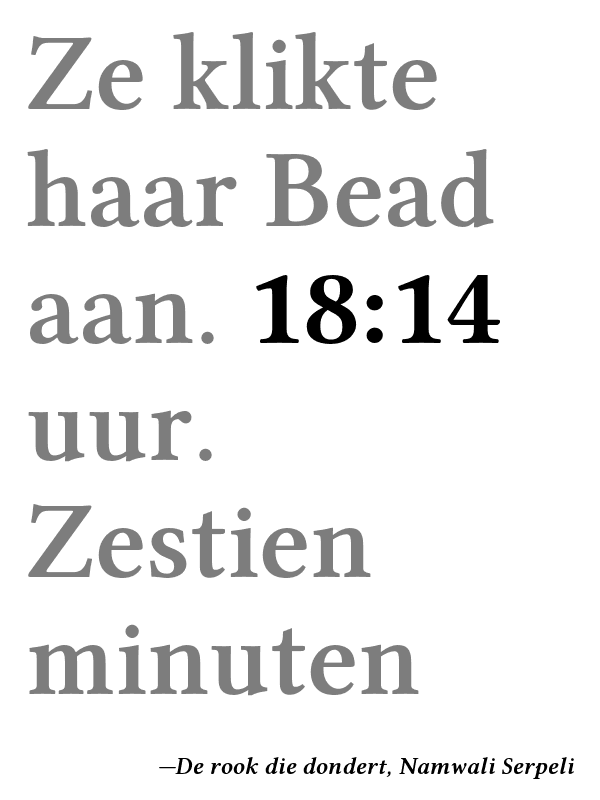 Ze klikte
haar Bead
aan. 18:14
uur.
Zestien
minuten
—De rook die dondert, Namwali Serpeli